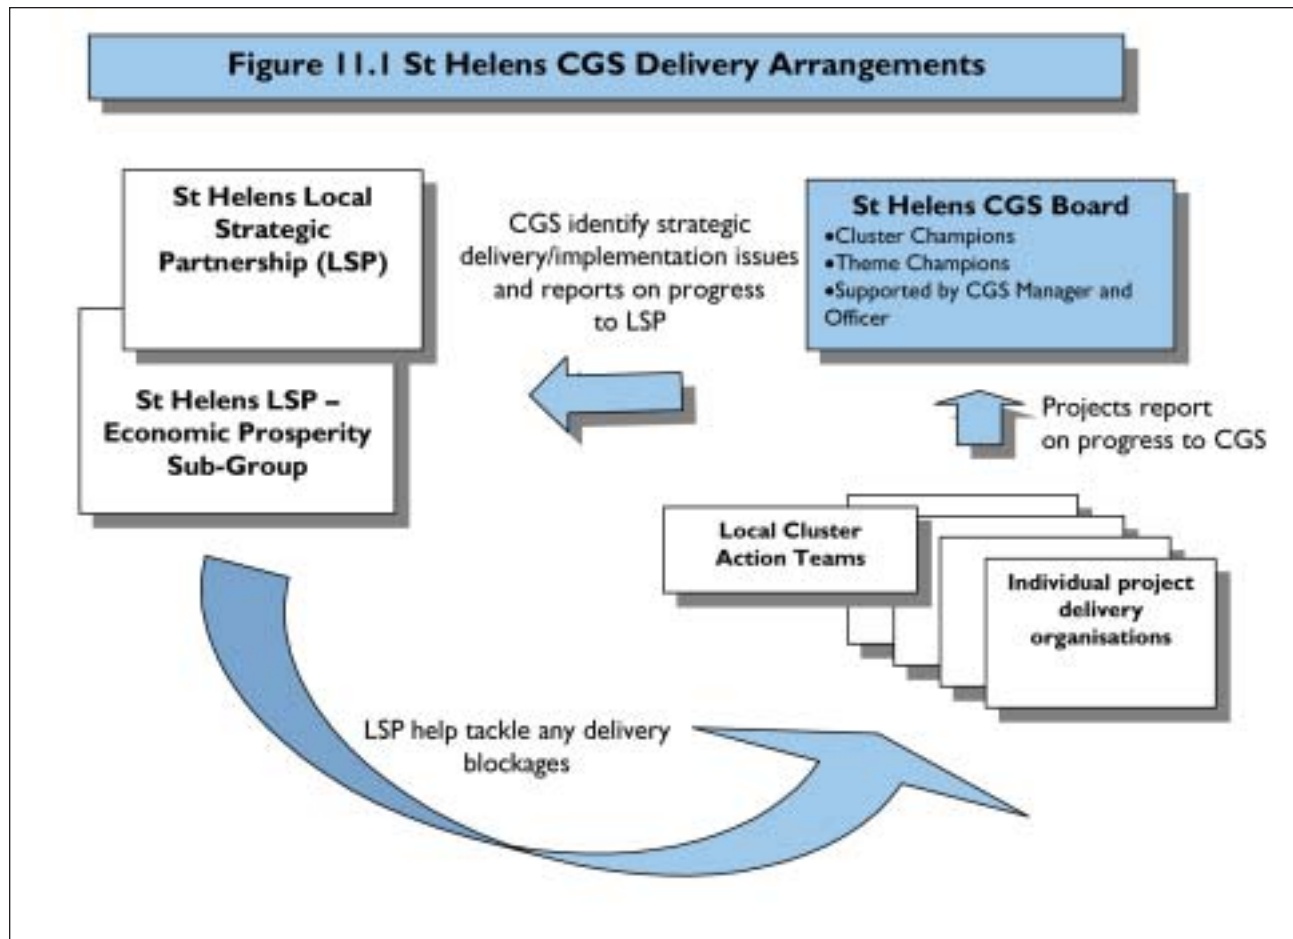 Figure 11.1 St Helens CGS Delivery Arrangements
St Helens Local
Strategic
Partnership (LSP)
St Helens LSP –
Economic Prosperity
Sub-Group
CGS identify strategic
delivery/implementation issues
and reports on progress
to LSP
St Helens CGS Board
•Cluster Champions
•Theme Champions
•Supported by CGS Manager and
Officer
Projects report
on progress to CGS
Local Cluster
Action Teams
Individual project
delivery
organisations
LSP help tackle any delivery
blockages